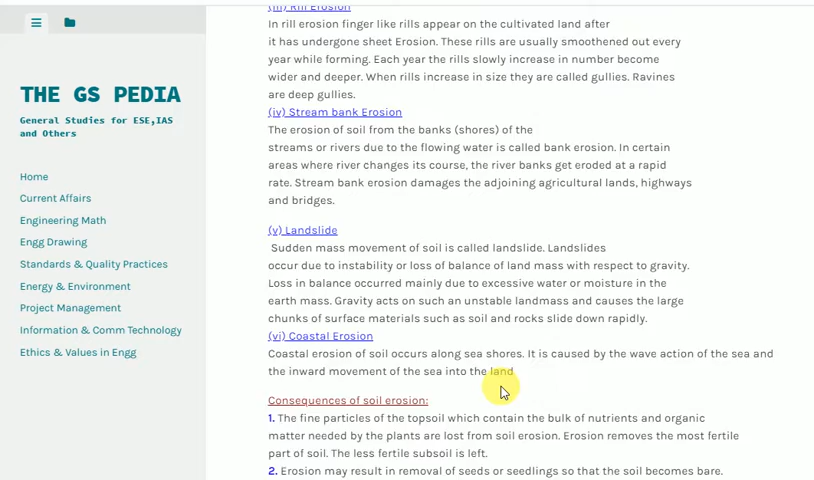 (iii) Rill Erosion
In rill erosion finger like rills appear on the cultivated land after
it has undergone sheet Erosion. These rills are usually smoothened out every
year while forming. Each year the rills slowly increase in number become
wider and deeper. When rills increase in size they are called gullies. Ravines
are deep gullies.
(iv) Stream bank Erosion
The erosion of soil from the banks (shores) of the
streams or rivers due to the flowing water is called bank erosion. In certain
areas where river changes its course, the river banks get eroded at a rapid
rate. Stream bank erosion damages the adjoining agricultural lands, highways
and bridges.
(v) Landslide
Sudden mass movement of soil is called landslide. Landslides
occur due to instability or loss of balance of land mass with respect to gravity.
Loss in balance occurred mainly due to excessive water or moisture in the
earth mass. Gravity acts on such an unstable landmass and causes the large
chunks of surface materials such as soil and rocks slide down rapidly.
(vi) Coastal Erosion
Coastal erosion of soil occurs along sea shores. It is caused by the wave action of the sea and
the inward movement of the sea into the land
Consequences of soil erosion:
1. The fine particles of the topsoil which contain the bulk of nutrients and organic
matter needed by the plants are lost from soil erosion. Erosion removes the most fertile
part of soil. The less fertile subsoil is left.
2. Erosion may result in removal of seeds or seedlings so that the soil becomes bare.
THE GS PEDIA
General Studies for ESE,IAS
and Others
Home
Current Affairs
Engineering Math
Engg Drawing
Standards & Quality Practices
Energy & Environment
Project Management
Information & Comm Technology
Ethics & Values in Engg